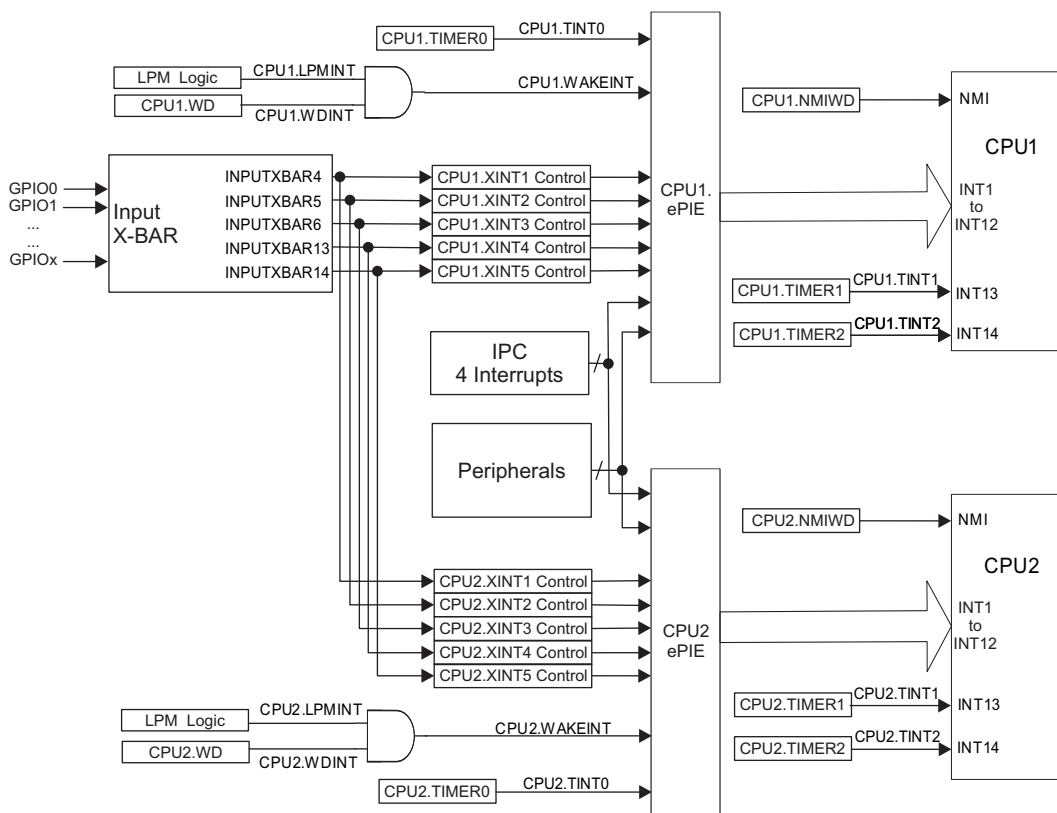 CPU1.TIMER0
CPU1.TINT0
LPM Logic
CPU1.LPMINT
CPU1.WD
CPU1.WDINT
CPU1.WAKEINT
CPU1.NMIWD
NMI
CPU1
GPIO0
GPIO1
...
...
GPIOx
Input
X-BAR
INPUTXBAR4
INPUTXBAR5
INPUTXBAR6
INPUTXBAR13
INPUTXBAR14
CPU1.XINT1 Control
CPU1.XINT2 Control
CPU1.XINT3 Control
CPU1.XINT4 Control
CPU1.XINT5 Control
CPU1.
ePIE
INT1
to
INT12
CPU1.TIMER1
CPU1.TINT1
INT13
CPU1.TIMER2
CPU1.TINT2
INT14
IPC
4 Interrupts
Peripherals
CPU2.NMIWD
NMI
CPU2
CPU2.XINT1 Control
CPU2.XINT2 Control
CPU2.XINT3 Control
CPU2.XINT4 Control
CPU2.XINT5 Control
CPU2
ePIE
INT1
to
INT12
CPU2.TIMER1
CPU2.TINT1
INT13
CPU2.TIMER2
CPU2.TINT2
INT14
LPM Logic
CPU2.LPMINT
CPU2.WD
CPU2.WDINT
CPU2.WAKEINT
CPU2.TIMER0
CPU2.TINT0